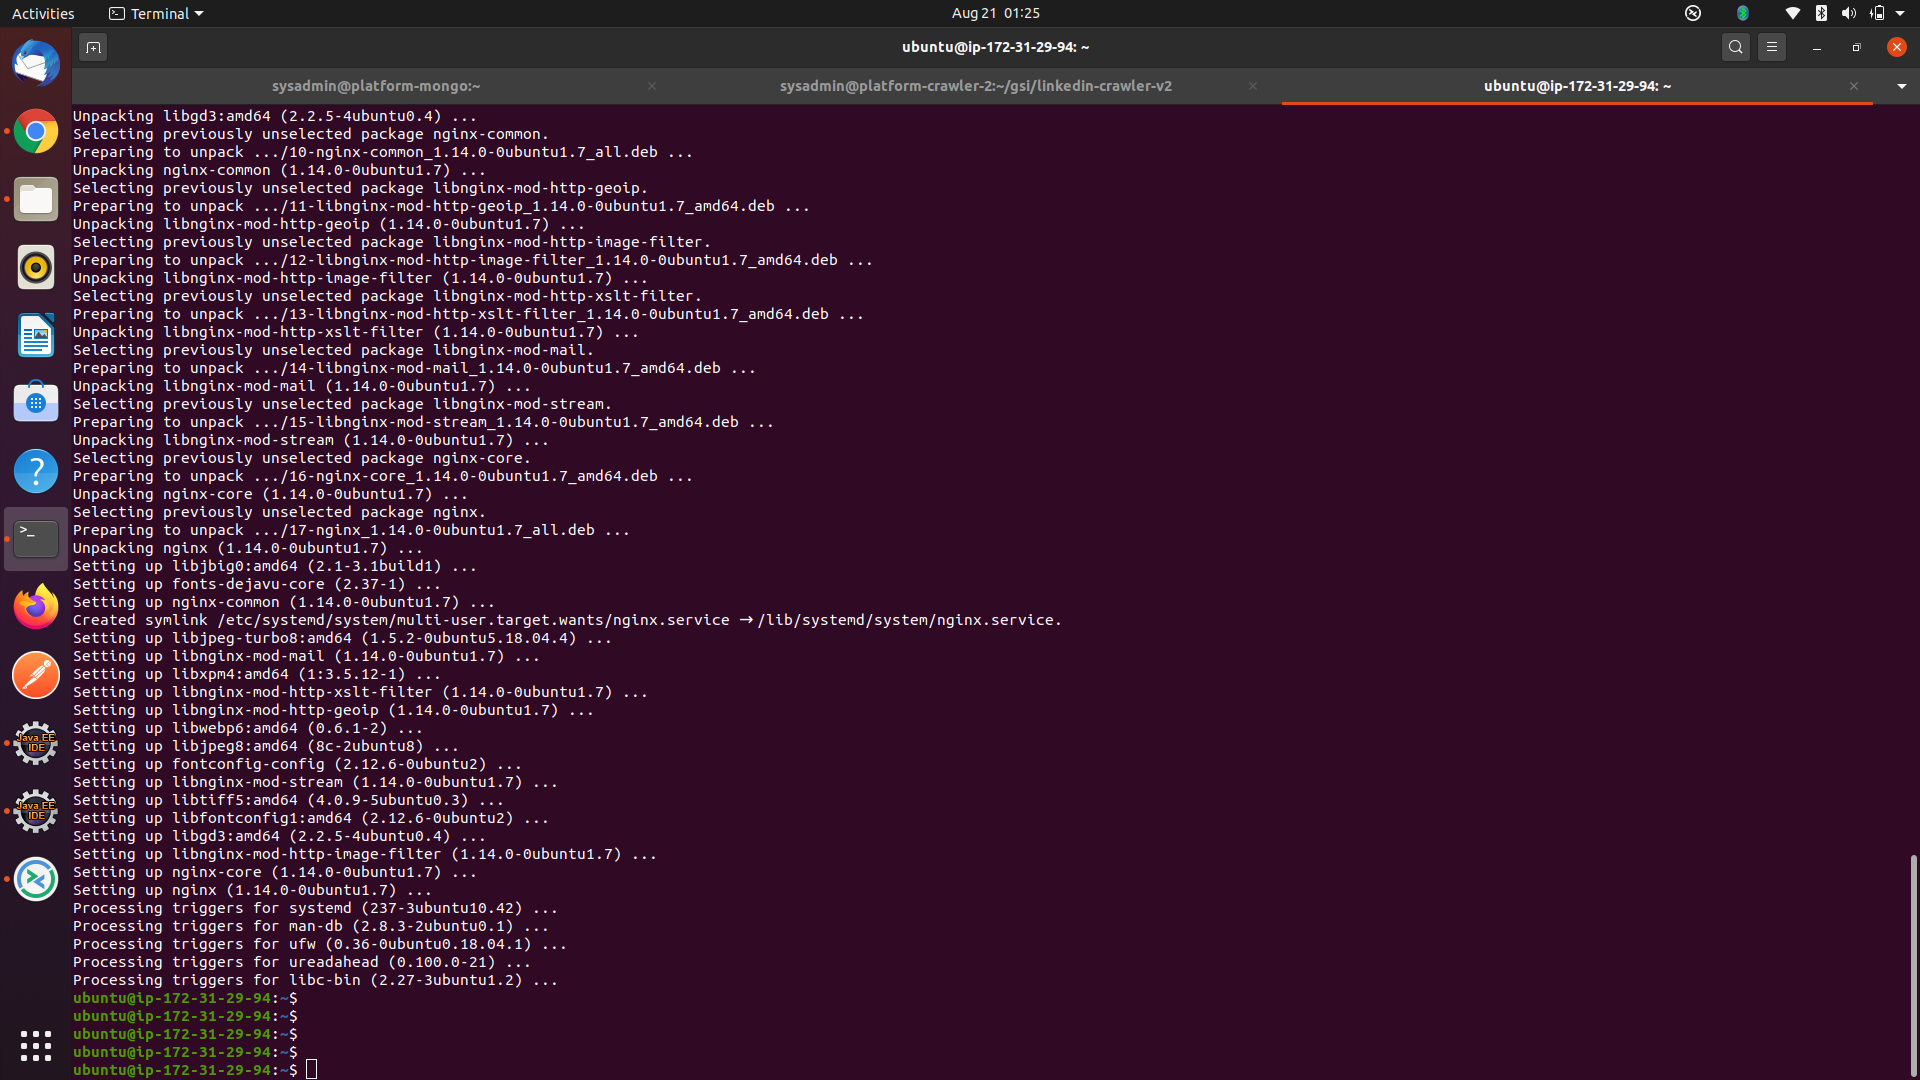 Activities
Terminal
Aug 21 01:25
ubuntu@ip-172-31-29-94: ~
sysadmin@platform-mongo:~
sysadmin@platform-crawler-2:~/gsi/linkedin-crawler-v2
ubuntu@ip-172-31-29-94: ~
Unpacking libgd3:amd64 (2.2.5-4ubuntu0.4) ...
Selecting previously unselected package nginx-common.
Preparing to unpack .../10-nginx-common_1.14.0-0ubuntu1.7_all.deb ...
Unpacking nginx-common (1.14.0-0ubuntu1.7) ...
Selecting previously unselected package libnginx-mod-http-geoip.
Preparing to unpack .../11-libnginx-mod-http-geoip_1.14.0-0ubuntu1.7_amd64.deb ...
Unpacking libnginx-mod-http-geoip (1.14.0-0ubuntu1.7) ...
Selecting previously unselected package libnginx-mod-http-image-filter.
Preparing to unpack .../12-libnginx-mod-http-image-filter_1.14.0-0ubuntu1.7_amd64.deb ...
Unpacking libnginx-mod-http-image-filter (1.14.0-0ubuntu1.7) ...
Selecting previously unselected package libnginx-mod-http-xslt-filter.
Preparing to unpack .../13-libnginx-mod-http-xslt-filter_1.14.0-0ubuntu1.7_amd64.deb ...
Unpacking libnginx-mod-http-xslt-filter (1.14.0-0ubuntu1.7) ...
Selecting previously unselected package libnginx-mod-mail.
Preparing to unpack .../14-libnginx-mod-mail_1.14.0-0ubuntu1.7_amd64.deb ...
Unpacking libnginx-mod-mail (1.14.0-0ubuntu1.7) ...
Selecting previously unselected package libnginx-mod-stream.
Preparing to unpack .../15-libnginx-mod-stream_1.14.0-0ubuntu1.7_amd64.deb ...
Unpacking libnginx-mod-stream (1.14.0-0ubuntu1.7) ...
Selecting previously unselected package nginx-core.
Preparing to unpack .../16-nginx-core_1.14.0-0ubuntu1.7_amd64.deb ...
Unpacking nginx-core (1.14.0-0ubuntu1.7) ...
Selecting previously unselected package nginx.
Preparing to unpack .../17-nginx_1.14.0-0ubuntu1.7_all.deb ...
Unpacking nginx (1.14.0-0ubuntu1.7) ...
Setting up libjbig0:amd64 (2.1-3.1build1) ...
Setting up fonts-dejavu-core (2.37-1) ...
Setting up nginx-common (1.14.0-0ubuntu1.7) ...
Created symlink /etc/systemd/system/multi-user.target.wants/nginx.service → /lib/systemd/system/nginx.service.
Setting up libjpeg-turbo8:amd64 (1.5.2-0ubuntu5.18.04.4) ...
Setting up libnginx-mod-mail (1.14.0-0ubuntu1.7) ...
Setting up libxpm4:amd64 (1:3.5.12-1) ...
Setting up libnginx-mod-http-xslt-filter (1.14.0-0ubuntu1.7) ...
Setting up libnginx-mod-http-geoip (1.14.0-0ubuntu1.7) ...
Setting up libwebp6:amd64 (0.6.1-2) ...
Setting up libjpeg8:amd64 (8c-2ubuntu8) ...
Setting up fontconfig-config (2.12.6-0ubuntu2) ...
Setting up libnginx-mod-stream (1.14.0-0ubuntu1.7) ...
Setting up libtiff5:amd64 (4.0.9-5ubuntu0.3) ...
Setting up libfontconfig1:amd64 (2.12.6-0ubuntu2) ...
Setting up libgd3:amd64 (2.2.5-4ubuntu0.4) ...
Setting up libnginx-mod-http-image-filter (1.14.0-0ubuntu1.7) ...
Setting up nginx-core (1.14.0-0ubuntu1.7) ...
Setting up nginx (1.14.0-0ubuntu1.7) ...
Processing triggers for systemd (237-3ubuntu10.42) ...
Processing triggers for man-db (2.8.3-2ubuntu0.1) ...
Processing triggers for ufw (0.36-0ubuntu0.18.04.1) ...
Processing triggers for ureadahead (0.100.0-21) ...
Processing triggers for libc-bin (2.27-3ubuntu1.2) ...
ubuntu@ip-172-31-29-94:~$
ubuntu@ip-172-31-29-94:~$
ubuntu@ip-172-31-29-94:~$
ubuntu@ip-172-31-29-94:~$
ubuntu@ip-172-31-29-94:~$
Java EE
IDE
Java EE
IDE